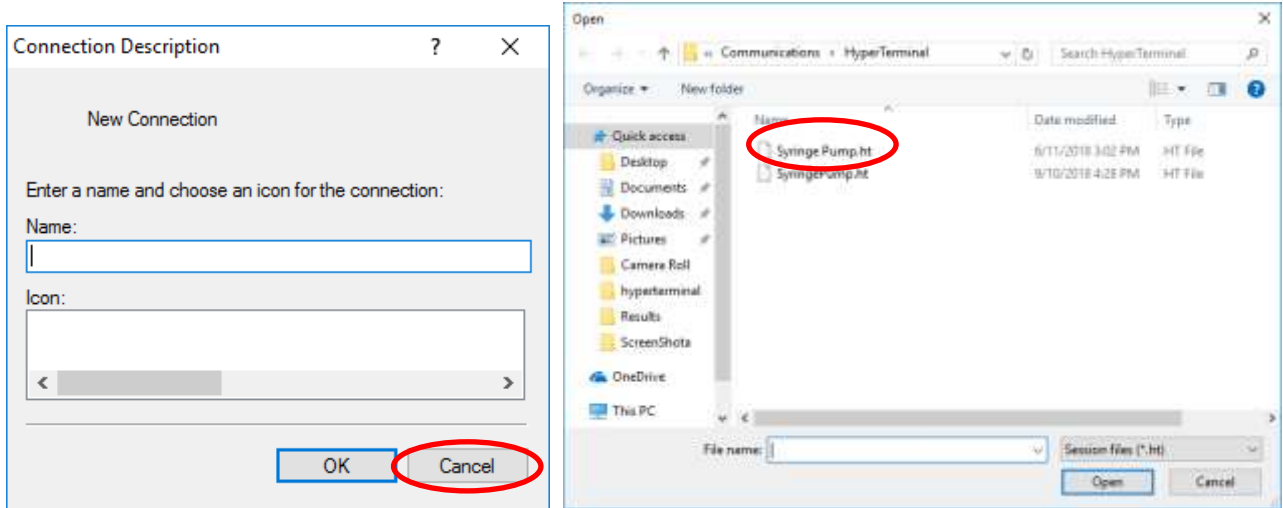 Connection Description ? X
New Connection
Enter a name and choose an icon for the connection:
Name:
Icon:
OK Cancel
Open
« Communications › HyperTerminal
Search HyperTerminal
Organize New folder
Name Date modified Type
Quick access
Desktop
Documents
Downloads
Pictures
Camera Roll
hyperterminal
Results
ScreenShota
OneDrive
This PC
Syringe Pump.ht 6/11/2018 3:02 PM HT File
SyringePump.ht 9/10/2018 4:28 PM HT File
File name:
Session files (*.ht)
Open Cancel